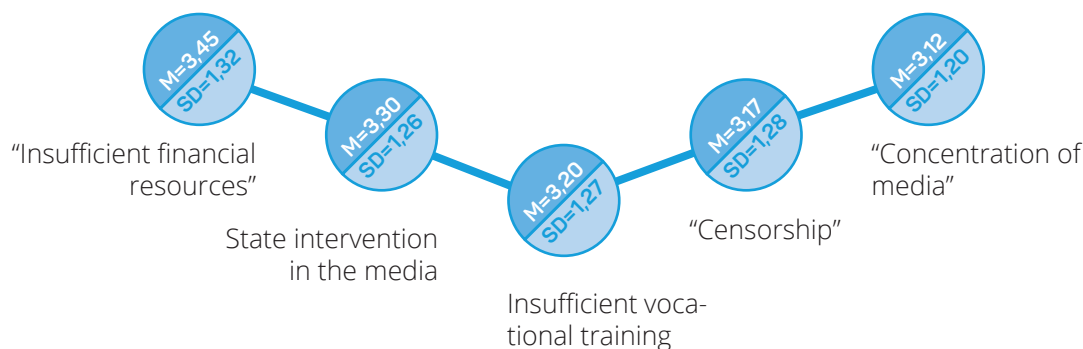 M=3,45
SD=1,32
“Insufficient financial
resources”
M=3,30
SD=1,26
State intervention
in the media
M=3,20
SD=1,27
Insufficient voca-
tional training
M=3,17
SD=1,28
“Censorship”
M=3,12
SD=1,20
“Concentration of
media”